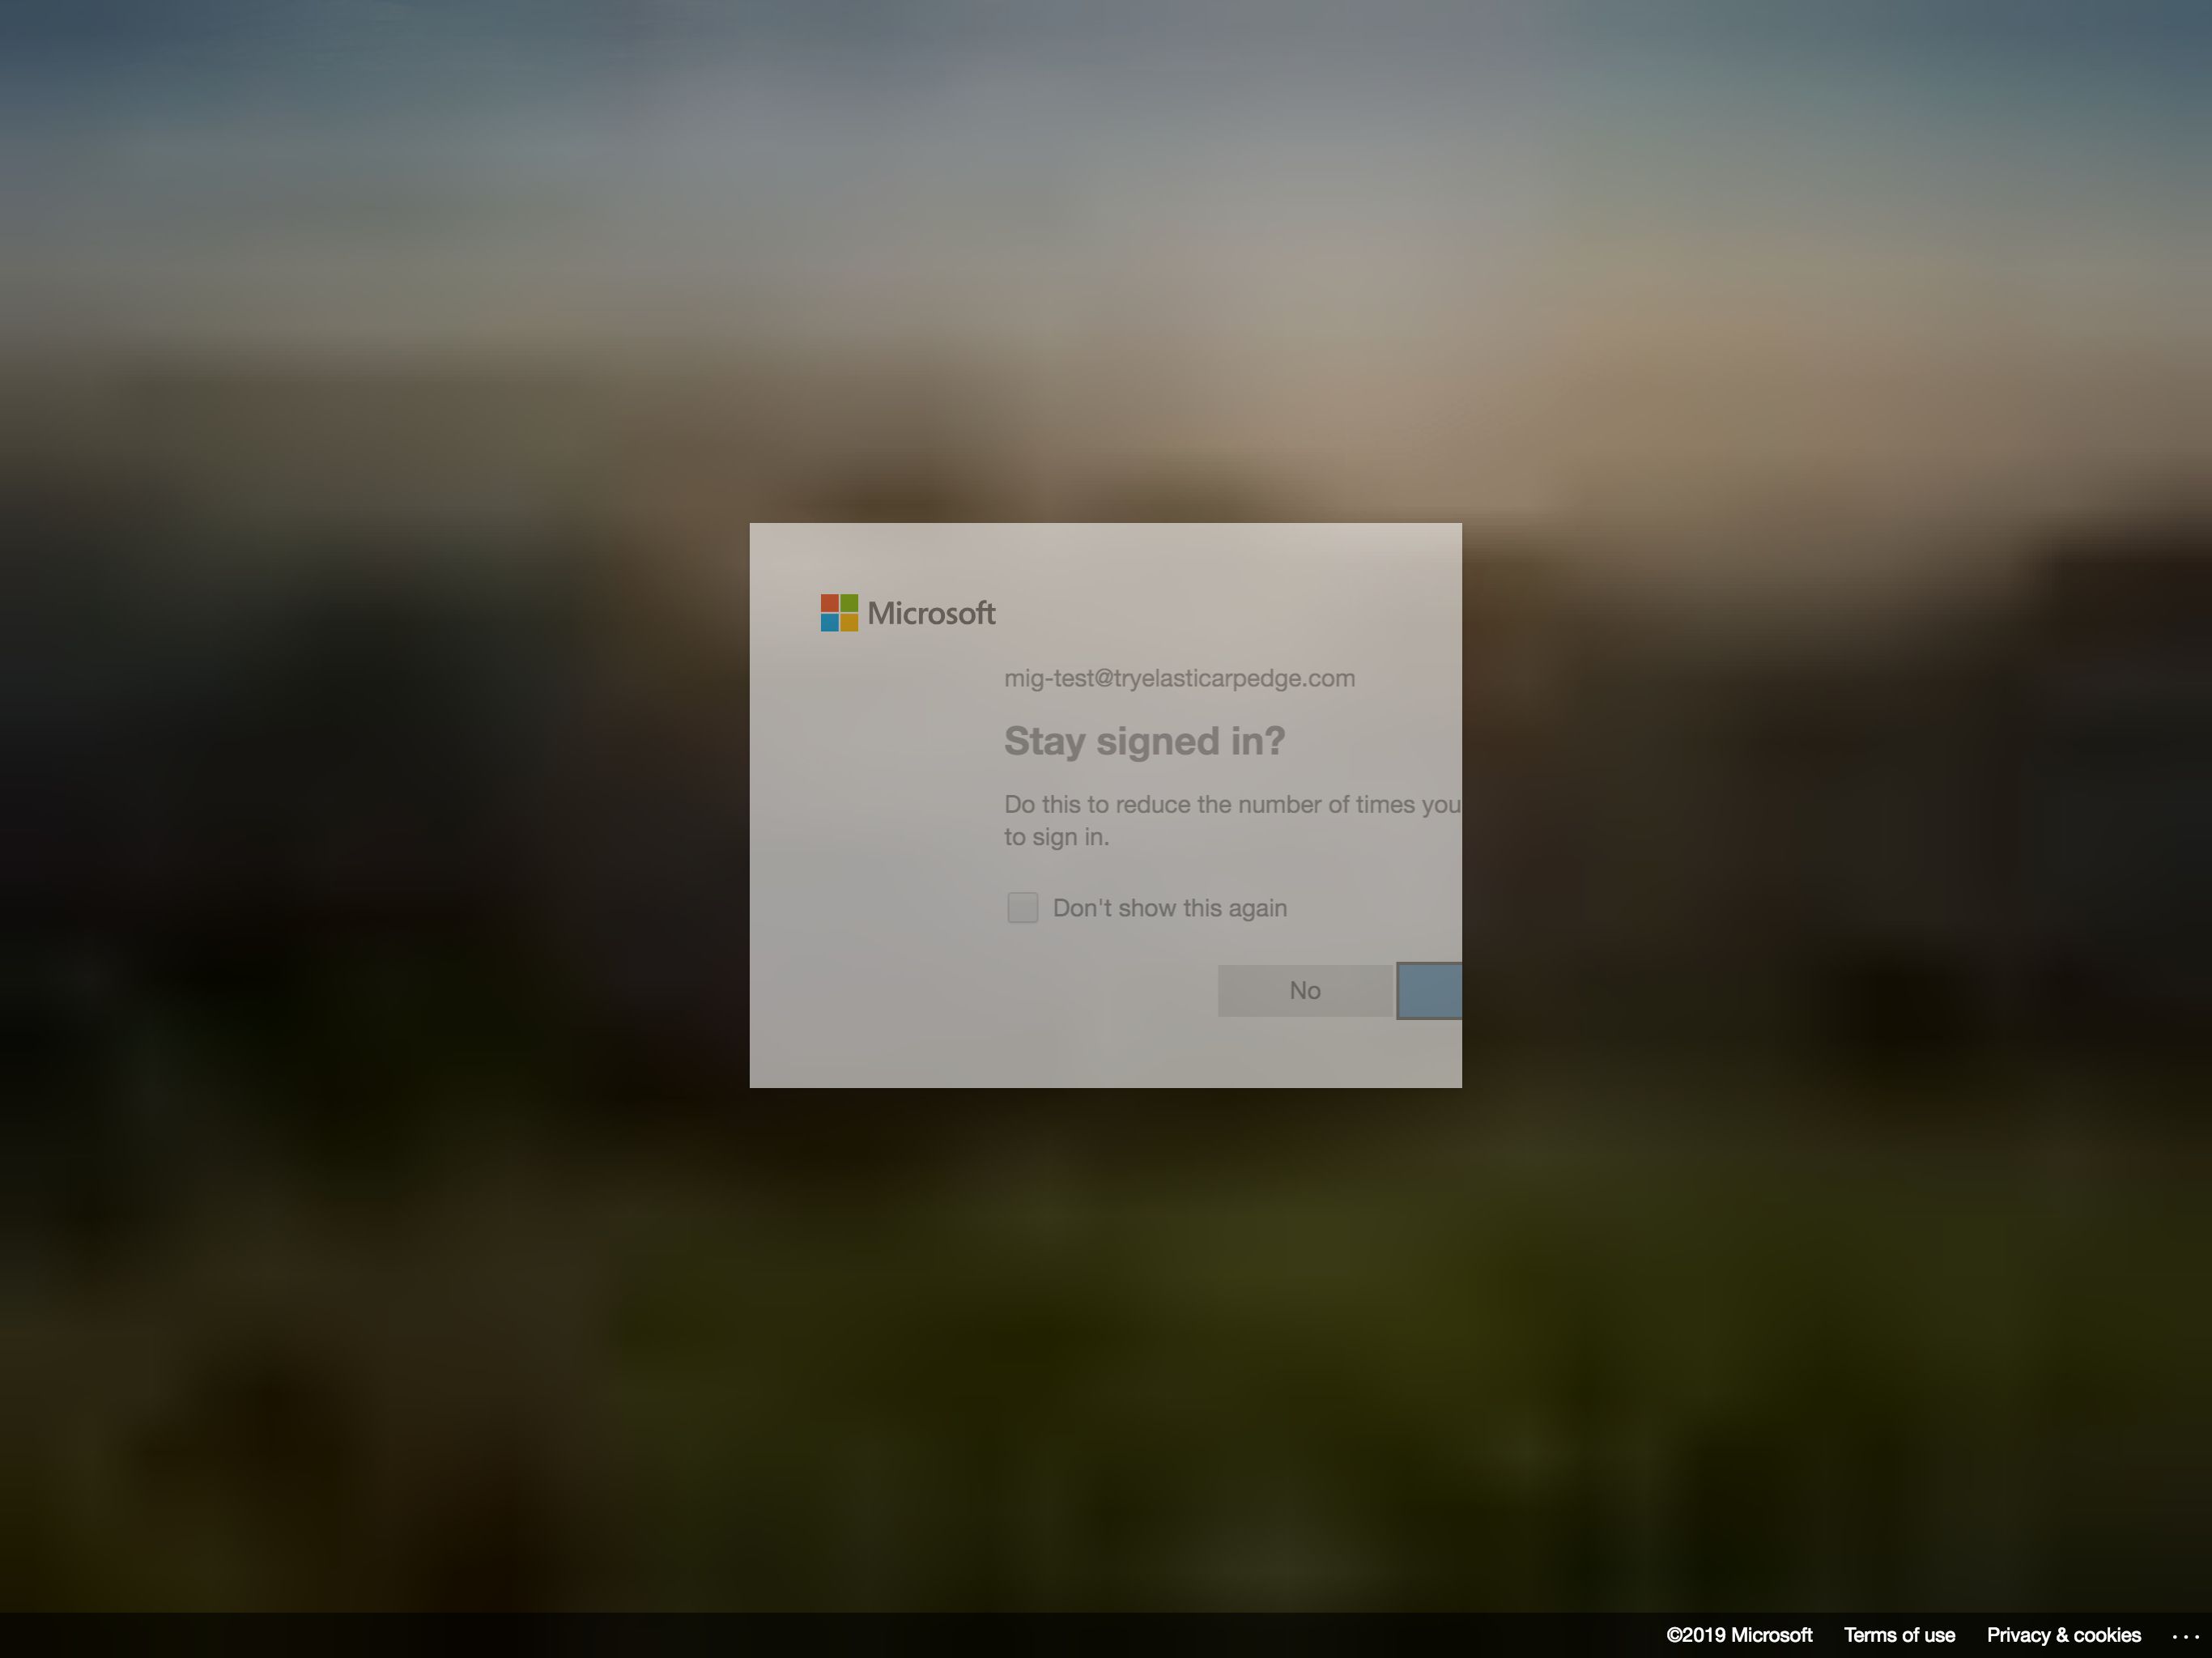 Microsoft
mig-test@tryelasticarpedge.com
Stay signed in?
Do this to reduce the number of times you
to sign in.
Don't show this again
No
©2019 Microsoft Terms of use Privacy & cookies ...